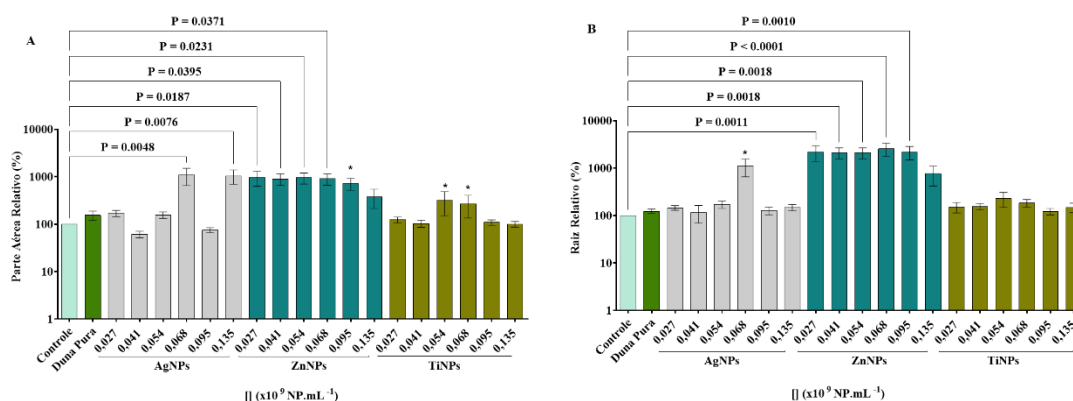 A
P = 0.0371
P = 0.0231
P = 0.0395
P = 0.0187
P = 0.0076
P = 0.0048
Parte Aérea Relativo (%)
10000
1000
100
10
1
Controle
Duna Pura
0,027
0,041
0,054
0,068
0,095
0,135
0,027
0,041
0,054
0,068
0,095
0,135
0,027
0,041
0,054
0,068
0,095
0,135
*
*
*
AgNPs
ZnNPs
TiNPs
[] (x10 9 NP.mL -1)
B
P = 0.0010
P < 0.0001
P = 0.0018
P = 0.0018
P = 0.0011
Raiz Relativo (%)
10000
1000
100
10
1
*
Controle
Duna Pura
0,027
0,041
0,054
0,068
0,095
0,135
0,027
0,041
0,054
0,068
0,095
0,135
0,027
0,041
0,054
0,068
0,095
0,135
AgNPs
ZnNPs
TiNPs
[] (x10 9 NP.mL -1)